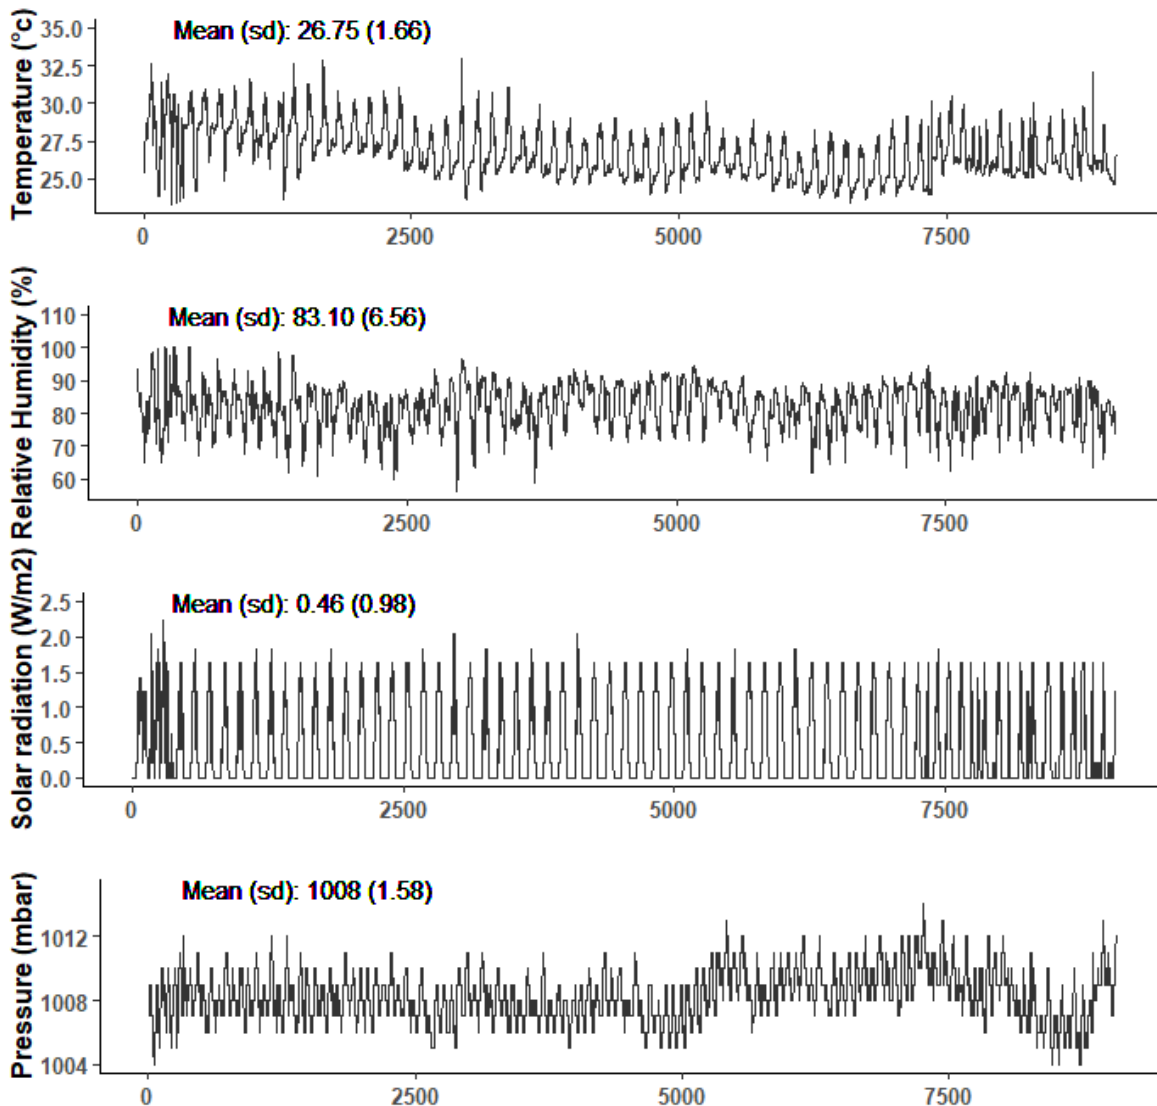 Temperature (°c)
Mean (sd): 26.75 (1.66)
35.0
32.5
30.0
27.5
25.0
0 2500 5000 7500
Relative Humidity (%)
Mean (sd): 83.10 (6.56)
110
100
90
80
70
60
0 2500 5000 7500
Solar radiation (W/m2)
Mean (sd): 0.46 (0.98)
2.5
2.0
1.5
1.0
0.5
0.0
0 2500 5000 7500
Pressure (mbar)
Mean (sd): 1008 (1.58)
1012
1008
1004
0 2500 5000 7500